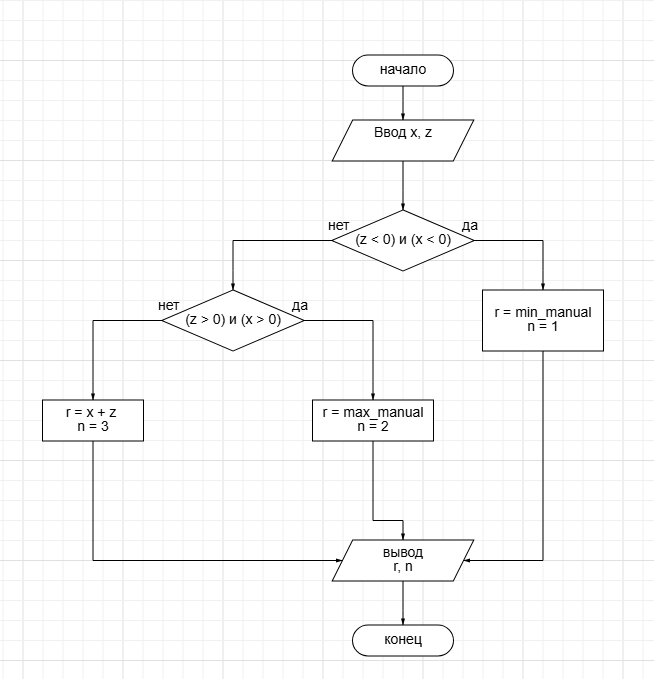 начало
Ввод x, z
нет
да
(z < 0) и (x < 0)
нет
да
(z > 0) и (x > 0)
r = min_manual
n = 1
r = x + z
n = 3
r = max_manual
n = 2
вывод
r, n
конец